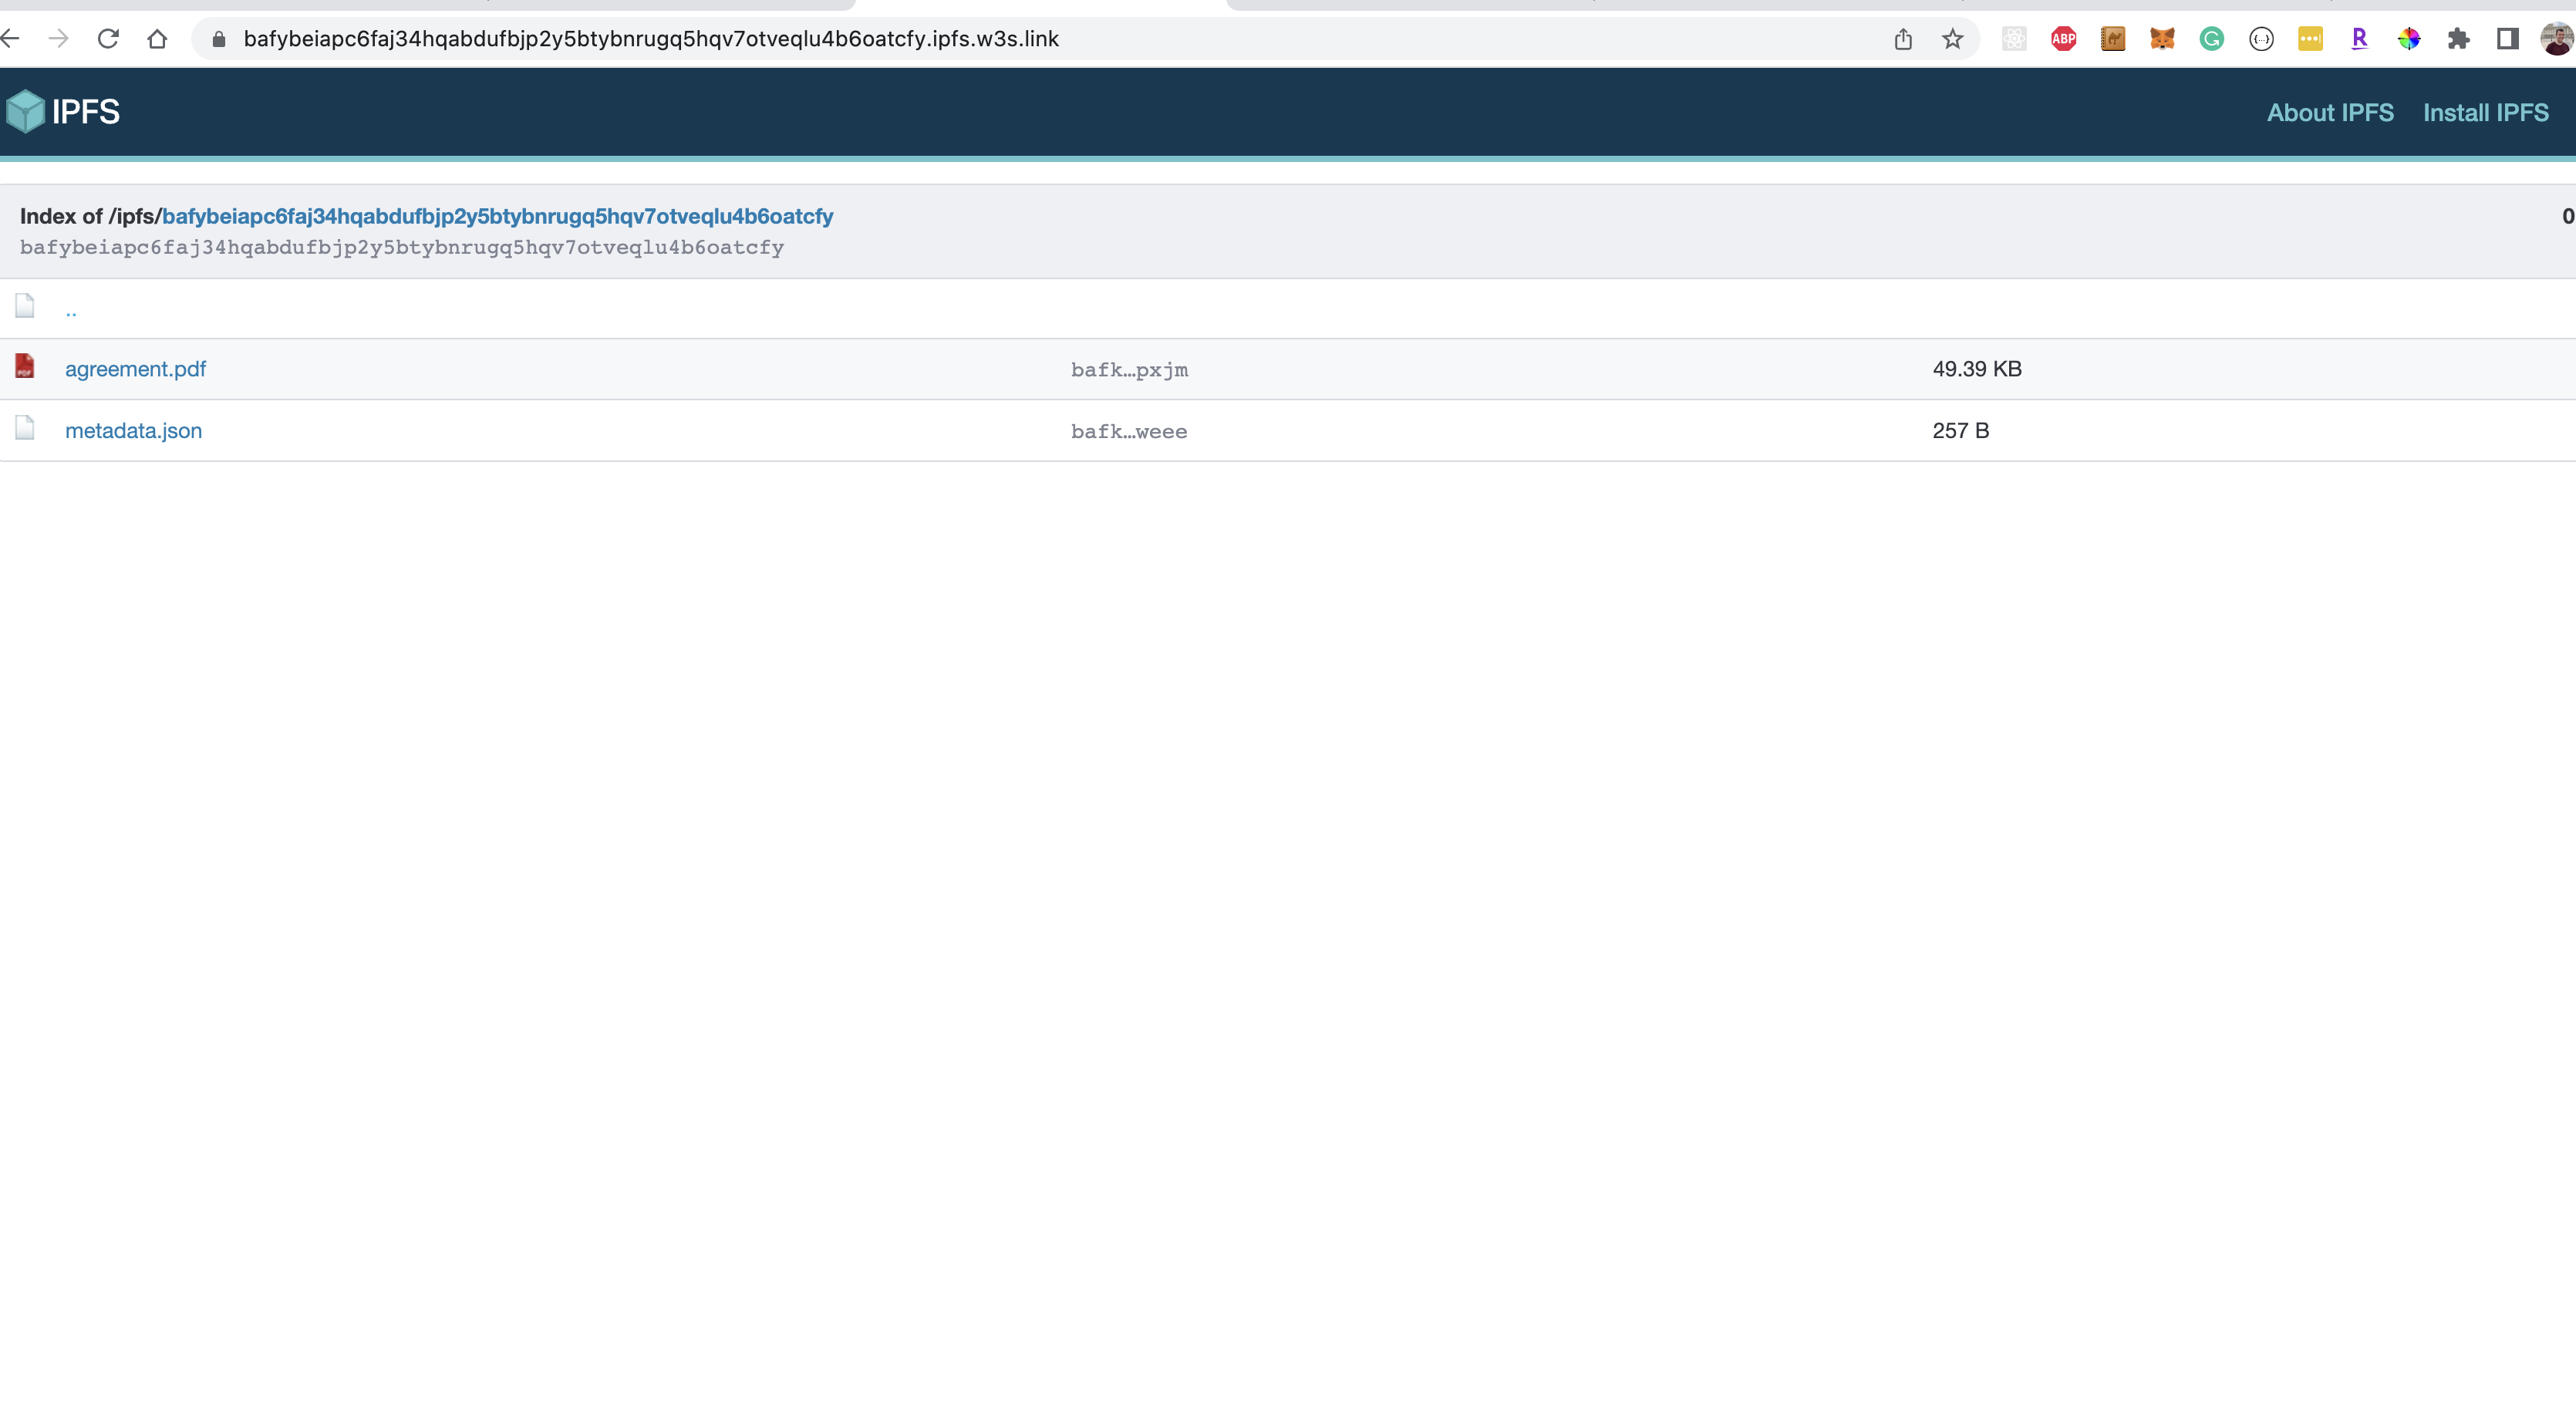 bafybeiapc6faj34hqabdufbjp2y5btybnrugq5hqv7otveqlu4b6oatcfy.ipfs.w3s.link
ABP
R
IPFS
About IPFS Install IPFS
Index of /ipfs/bafybeiapc6faj34hqabdufbjp2y5btybnrugq5hqv7otveqlu4b6oatcfy 0
bafybeiapc6faj34hqabdufbjp2y5btybnrugq5hqv7otveqlu4b6oatcfy
..
agreement.pdf bafk…pxjm 49.39 KB
metadata.json bafk…weee 257 B